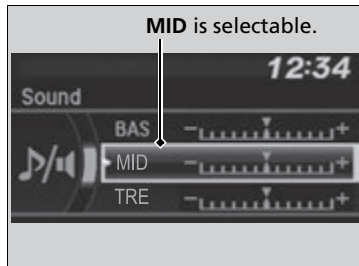 MID is selectable.
12:34
Sound
BAS − +
MID − +
TRE − +